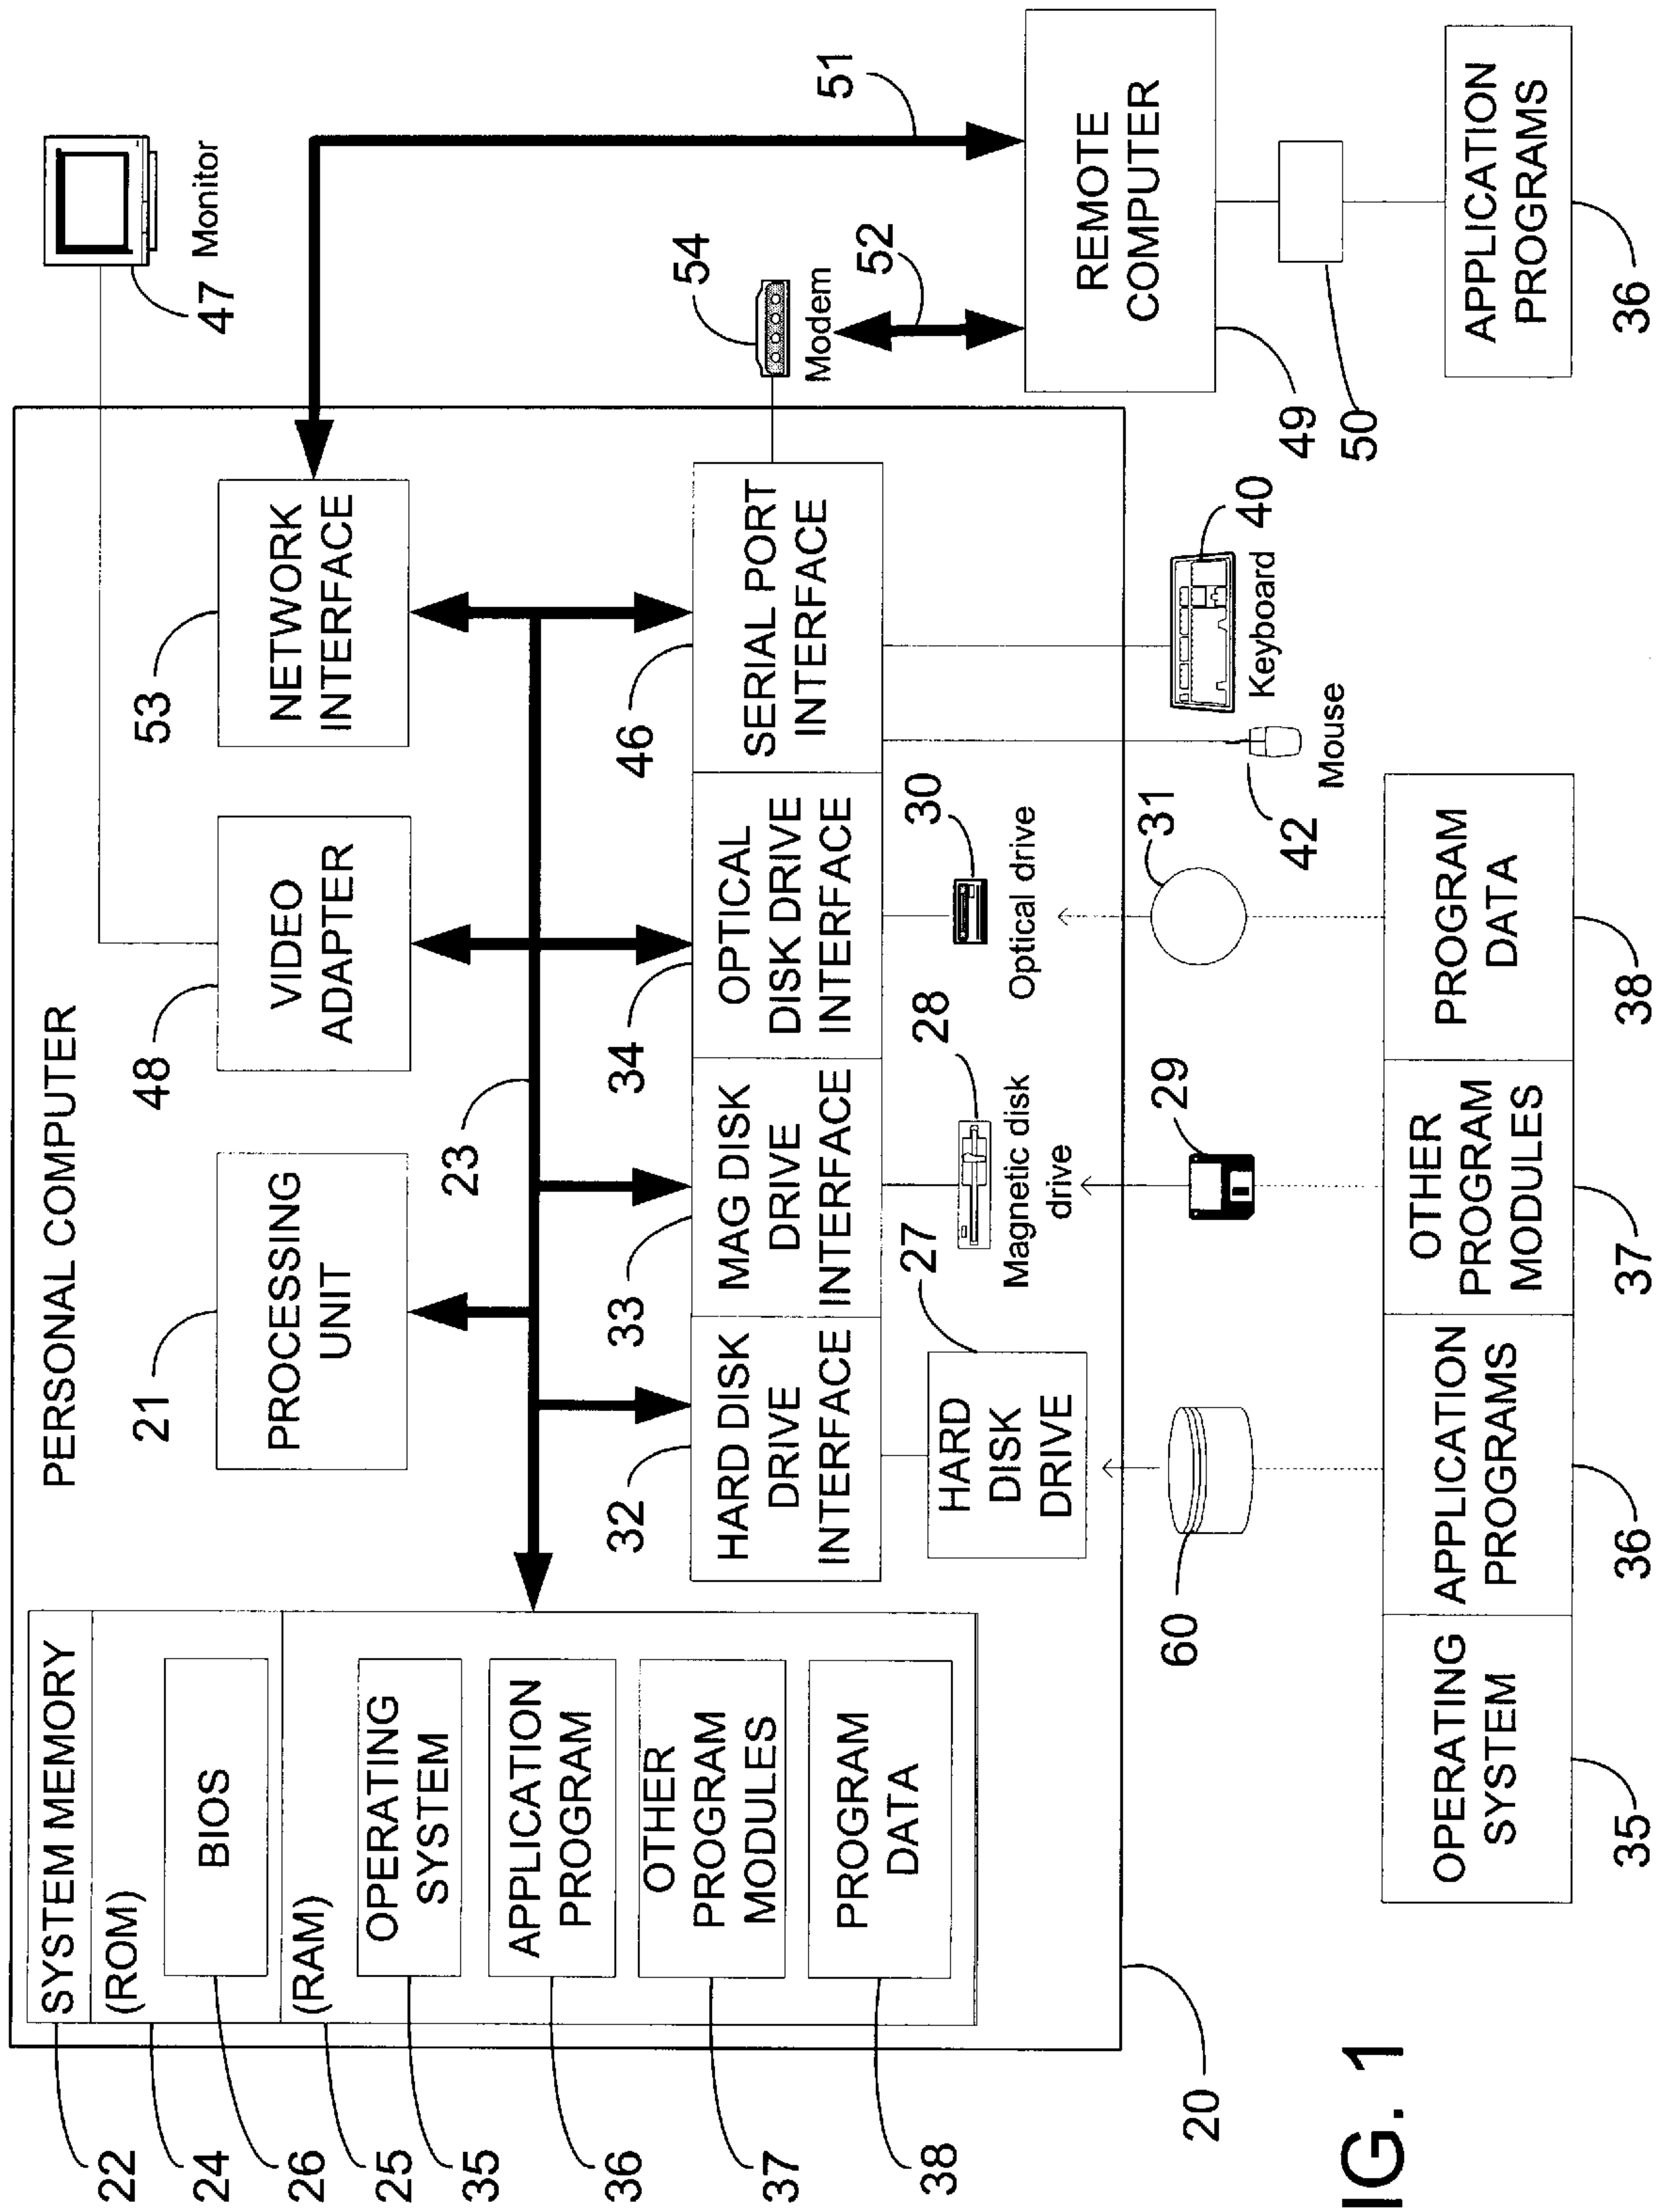 PERSONAL COMPUTER
22
SYSTEM MEMORY
24
(ROM)
26
BIOS
25
(RAM)
35
OPERATING
SYSTEM
36
APPLICATION
PROGRAM
37
OTHER
PROGRAM
MODULES
38
PROGRAM
DATA
21
PROCESSING
UNIT
48
VIDEO
ADAPTER
53
NETWORK
INTERFACE
47
Monitor
23
32
HARD DISK
DRIVE
INTERFACE
33
MAG DISK
DRIVE
INTERFACE
34
OPTICAL
DISK DRIVE
INTERFACE
46
SERIAL PORT
INTERFACE
54
Modem
51
52
27
HARD
DISK
DRIVE
28
Magnetic disk
drive
30
Optical drive
REMOTE
COMPUTER
49
50
40
Keyboard
42
Mouse
20
60
29
31
OPERATING
SYSTEM
35
APPLICATION
PROGRAMS
36
OTHER
PROGRAM
MODULES
37
PROGRAM
DATA
38
APPLICATION
PROGRAMS
36
IG. 1